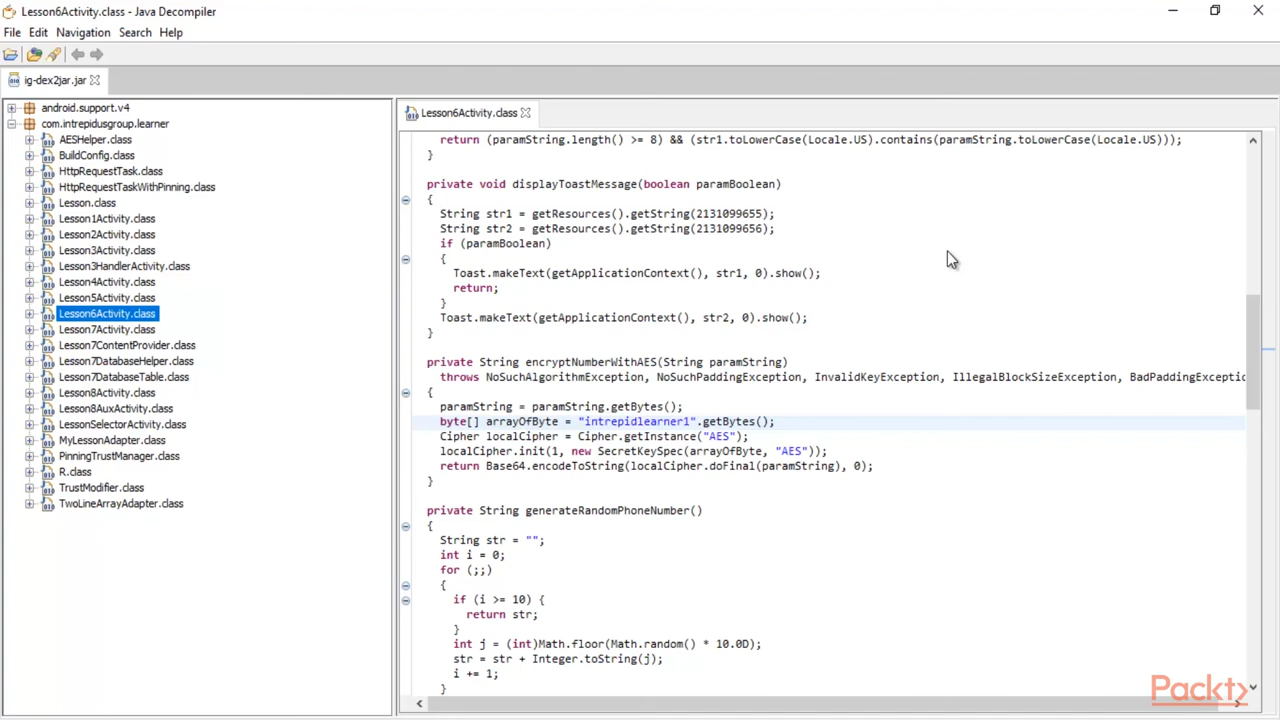 Lesson6Activity.class - Java Decompiler
File Edit Navigation Search Help
ig-dex2jar.jar
android.support.v4
com.intrepidusgroup.learner
AESHelper.class
BuildConfig.class
HttpRequestTask.class
HttpRequestTaskWithPinning.class
Lesson.class
Lesson1Activity.class
Lesson2Activity.class
Lesson3Activity.class
Lesson3HandlerActivity.class
Lesson4Activity.class
Lesson5Activity.class
Lesson6Activity.class
Lesson7Activity.class
Lesson7ContentProvider.class
Lesson7DatabaseHelper.class
Lesson7DatabaseTable.class
Lesson8Activity.class
Lesson8AuxActivity.class
LessonSelectorActivity.class
MyLessonAdapter.class
PinningTrustManager.class
R.class
TrustModifier.class
TwoLineArrayAdapter.class
Lesson6Activity.class
return (paramString.length() >= 8) && (str1.toLowerCase(Locale.US).contains(paramString.toLowerCase(Locale.US)));
}
private void displayToastMessage(boolean paramBoolean)
{
String str1 = getResources().getString(2131099655);
String str2 = getResources().getString(2131099656);
if (paramBoolean)
{
Toast.makeText(getApplicationContext(), str1, 0).show();
return;
}
Toast.makeText(getApplicationContext(), str2, 0).show();
}
private String encryptNumberWithAES(String paramString)
throws NoSuchAlgorithmException, NoSuchPaddingException, InvalidKeyException, IllegalBlockSizeException, BadPaddingExceptic
{
paramString = paramString.getBytes();
byte[] arrayOfByte = "intrepidlearner1".getBytes();
Cipher localCipher = Cipher.getInstance("AES");
localCipher.init(1, new SecretKeySpec(arrayOfByte, "AES"));
return Base64.encodeToString(localCipher.doFinal(paramString), 0);
}
private String generateRandomPhoneNumber()
{
String str = "";
int i = 0;
for (;;)
{
if (i >= 10) {
return str;
}
int j = (int)Math.floor(Math.random() * 10.0D);
str = str + Integer.toString(j);
i += 1;
}
Packt